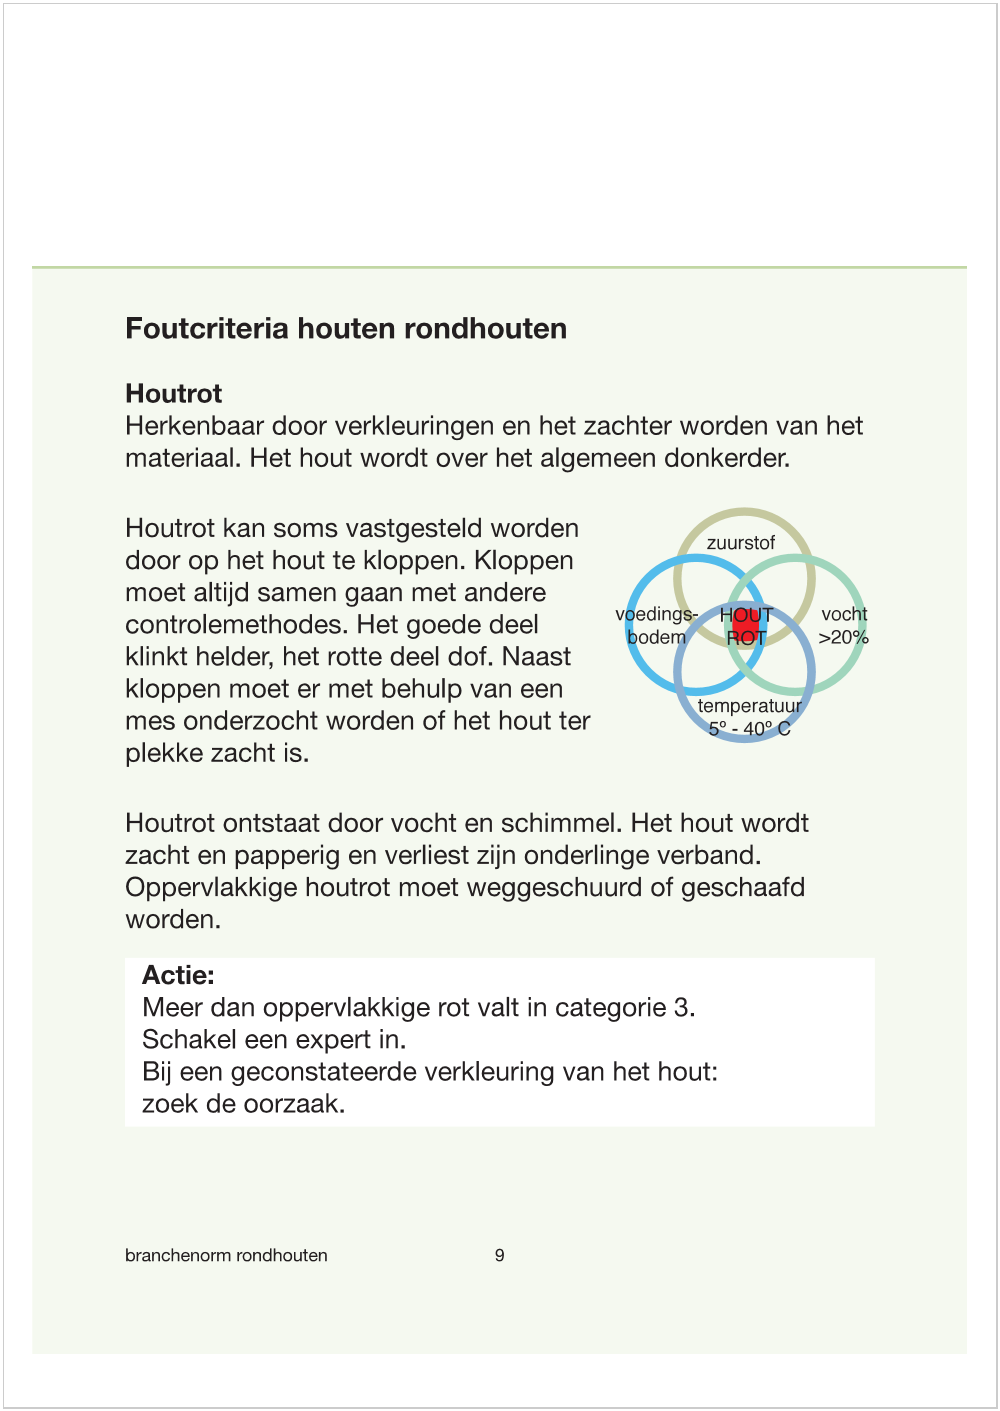 Foutcriteria houten rondhouten
Houtrot
Herkenbaar door verkleuringen en het zachter worden van het
materiaal. Het hout wordt over het algemeen donkerder.
Houtrot kan soms vastgesteld worden
door op het hout te kloppen. Kloppen
moet altijd samen gaan met andere
controlemethodes. Het goede deel
klinkt helder, het rotte deel dof. Naast
kloppen moet er met behulp van een
mes onderzocht worden of het hout ter
plekke zacht is.
zuurstof
voedings-
bodem
HOUT
ROT
vocht
>20%
temperatuur
5º - 40º C
Houtrot ontstaat door vocht en schimmel. Het hout wordt
zacht en papperig en verliest zijn onderlinge verband.
Oppervlakkige houtrot moet weggeschuurd of geschaafd
worden.
Actie:
Meer dan oppervlakkige rot valt in categorie 3.
Schakel een expert in.
Bij een geconstateerde verkleuring van het hout:
zoek de oorzaak.
branchenorm rondhouten 9